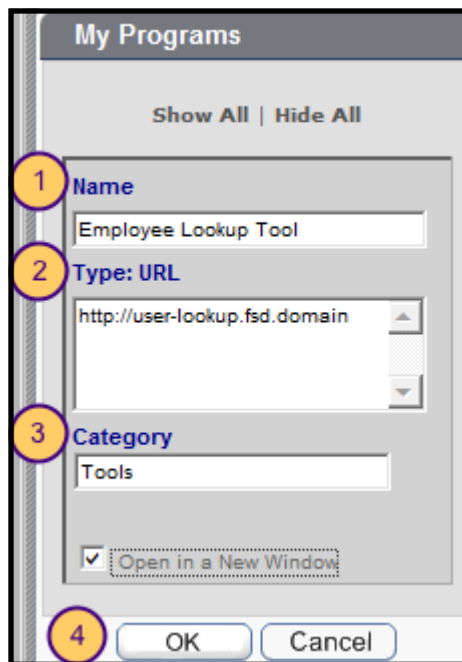 My Programs
Show All | Hide All
1
Name
Employee Lookup Tool
2
Type: URL
http://user-lookup.fsd.domain
3
Category
Tools
Open in a New Window
4
OK Cancel